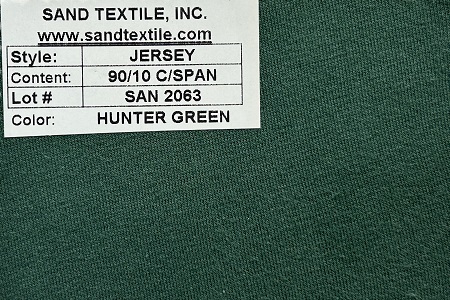 SAND TEXTILE, INC.
www.sandtextile.com
Style: JERSEY
Content: 90/10 C/SPAN
Lot # SAN 2063
Color: HUNTER GREEN